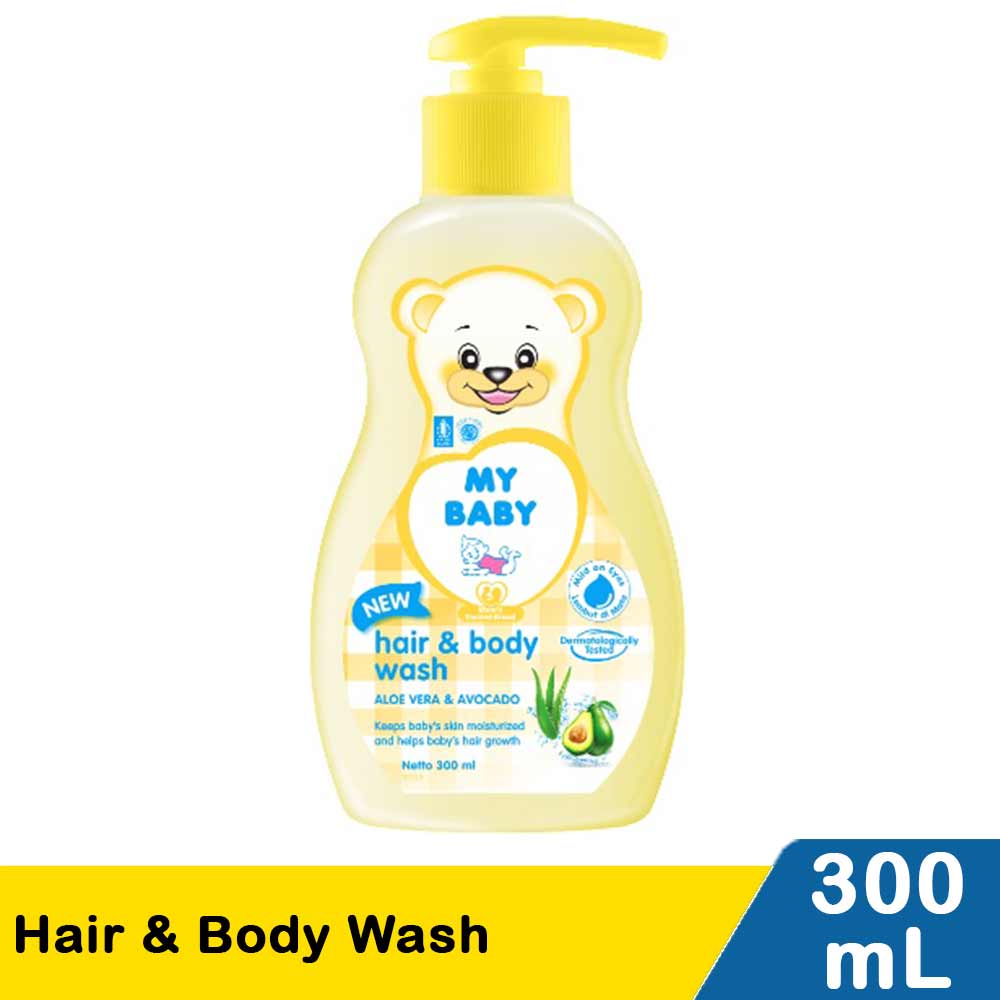 MY
BABY
NEW
hair & body
wash
ALOE VERA & AVOCADO
Keeps baby's skin moisturized
and helps baby's hair growth
Netto 300 ml
Mild on Eyes
Lembut di Mata
Dermatologically
Tested
Hair & Body Wash
300
mL